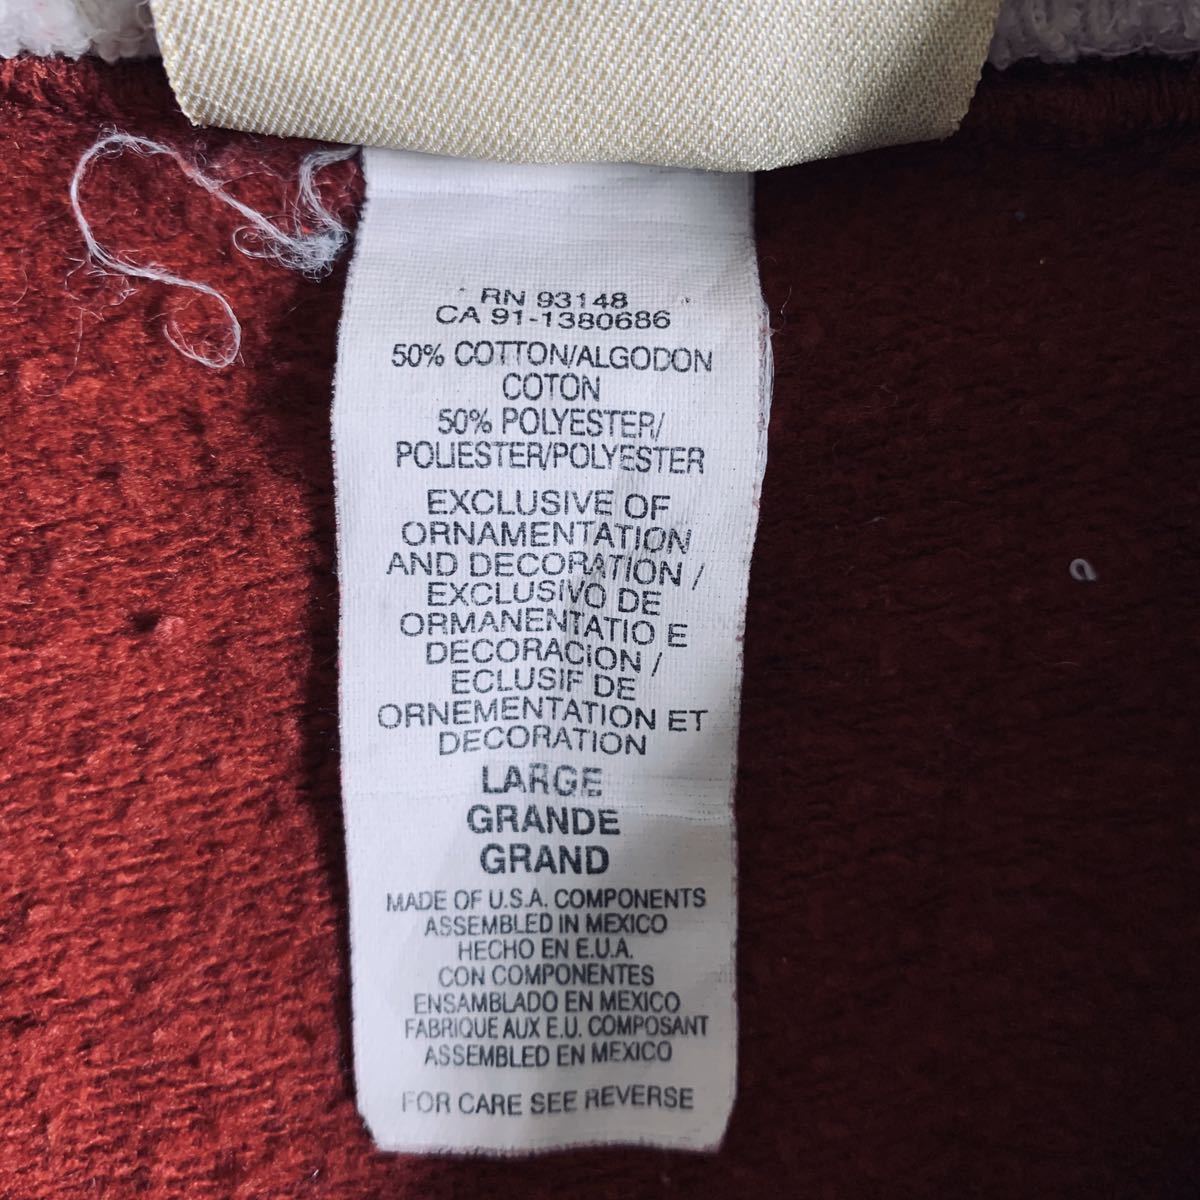 RN 93148
CA 91-1380686
50% COTTON/ALGODON
COTON
50% POLYESTER/
POLIESTER/POLYESTER
EXCLUSIVE OF
ORNAMENTATION
AND DECORATION /
EXCLUSIVO DE
ORMANENTATIO E
DECORACION /
ECLUSIF DE
ORNEMENTATION ET
DECORATION
LARGE
GRANDE
GRAND
MADE OF U.S.A. COMPONENTS
ASSEMBLED IN MEXICO
HECHO EN E.U.A.
CON COMPONENTES
ENSAMBLADO EN MEXICO
FABRIQUE AUX E.U. COMPOSANT
ASSEMBLED EN MEXICO
FOR CARE SEE REVERSE